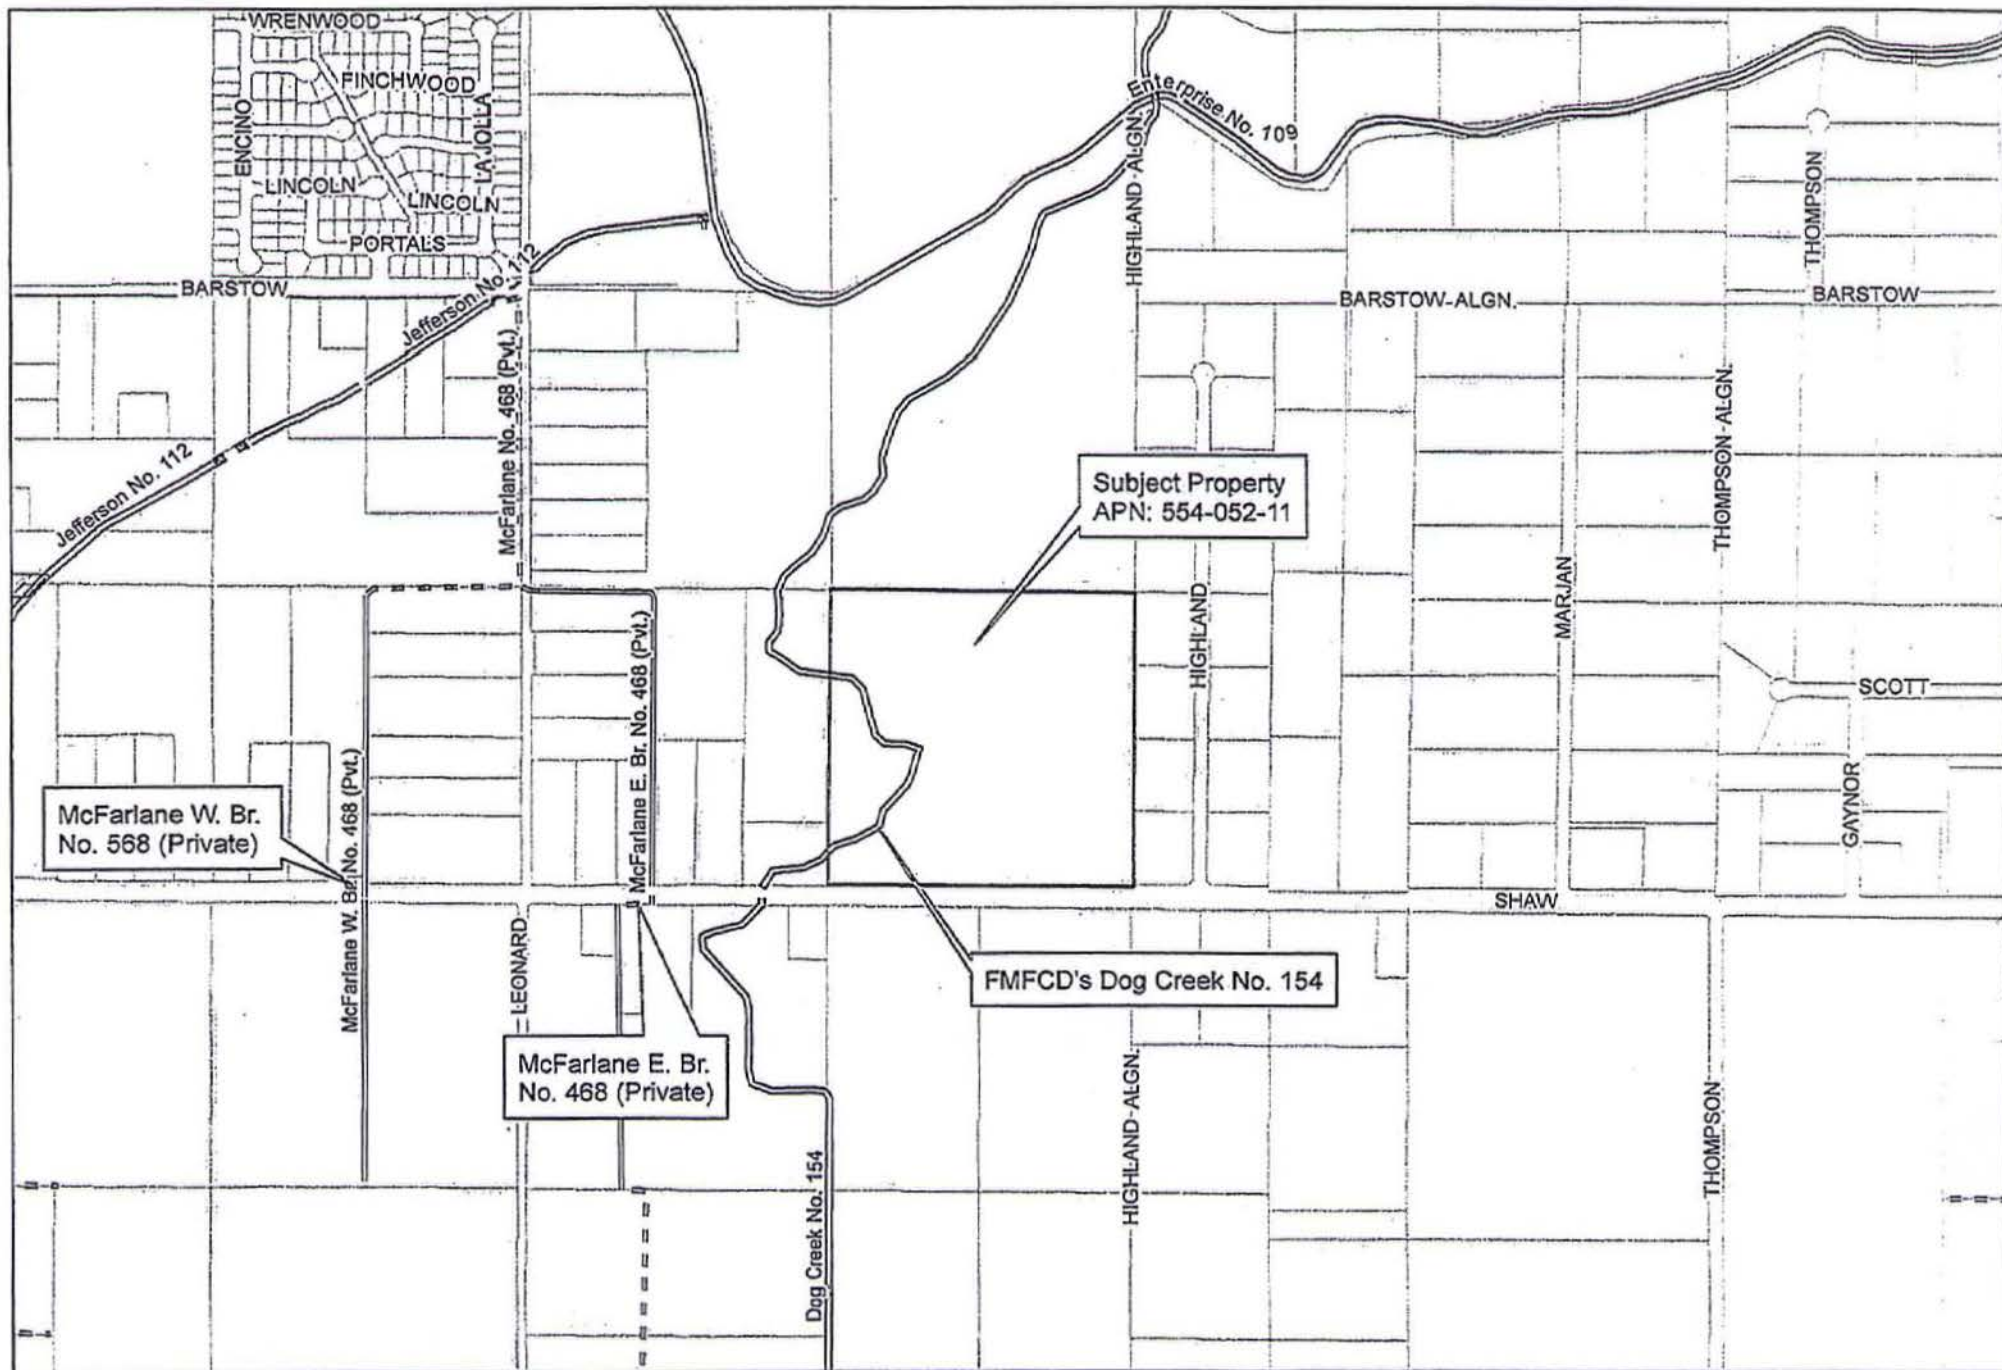 WRENWOOD
FINCHWOOD
ENCINO
LA JOLLA
LINCOLN
LINCOLN
PORTALS
BARSTOW
Jefferson No. 112
Jefferson No. 112
McFarlane No. 468 (Pvt.)
Enterprise No. 109
HIGHLAND-ALGN.
THOMPSON
BARSTOW-ALGN.
BARSTOW
Subject Property
APN: 554-052-11
THOMPSON-ALGN.
MARJAN
HIGHLAND
SCOTT
GAYNOR
McFarlane E. Br. No. 468 (Pvt.)
McFarlane W. Br.
No. 568 (Private)
McFarlane W. Br. No. 468 (Pvt.)
SHAW
LEONARD
FMFCD's Dog Creek No. 154
McFarlane E. Br.
No. 468 (Private)
HIGHLAND-ALGN.
THOMPSON
Dog Creek No. 154